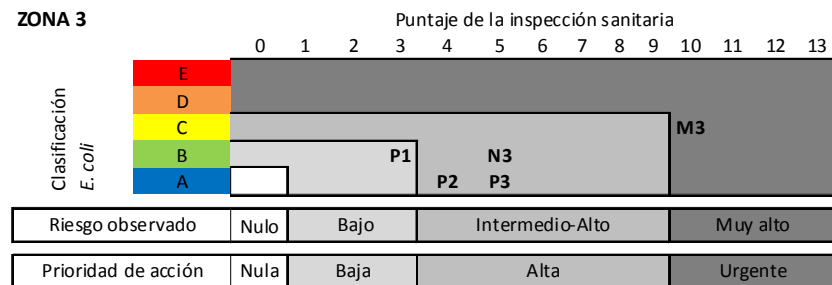 ZONA 3
Puntaje de la inspección sanitaria
0 1 2 3 4 5 6 7 8 9 10 11 12 13
Clasificación
E. coli
E
D
C M3
B P1 N3
A P2 P3
Riesgo observado Nulo Bajo Intermedio-Alto Muy alto
Prioridad de acción Nula Baja Alta Urgente